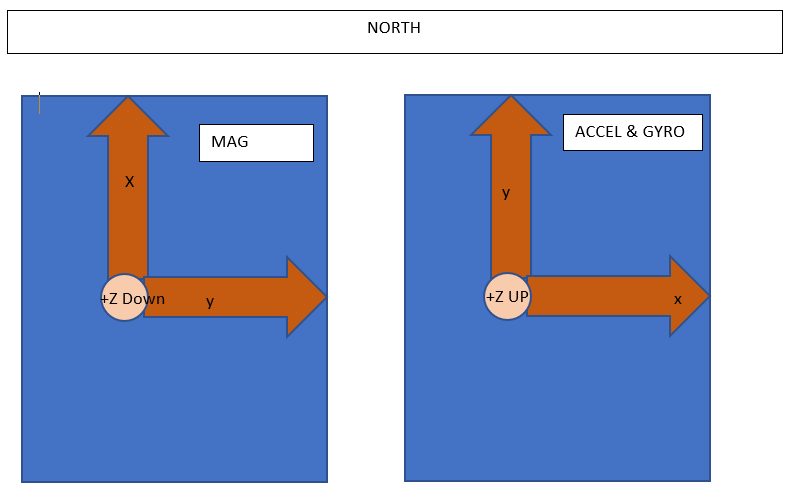 NORTH
MAG
ACCEL & GYRO
X
y
+Z Down
y
+Z UP
x